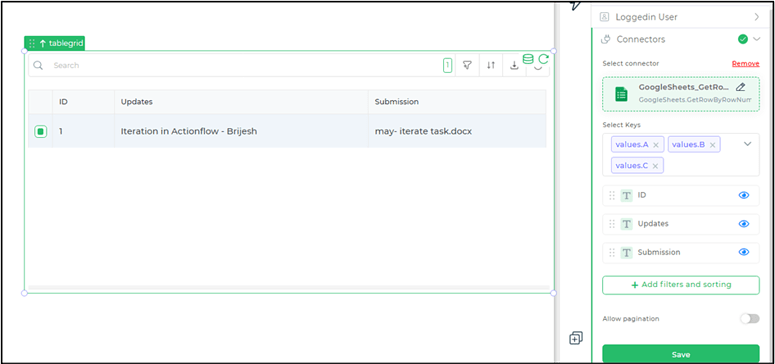 tablegrid
Search
1
ID Updates Submission
1 Iteration in Actionflow - Brijesh may- iterate task.docx
Loggedin User
Connectors
Select connector Remove
GoogleSheets_GetRo...
GoogleSheets.GetRowByRowNum
Select Keys
values.A × values.B ×
values.C ×
T ID
T Updates
T Submission
+ Add filters and sorting
Allow pagination
Save